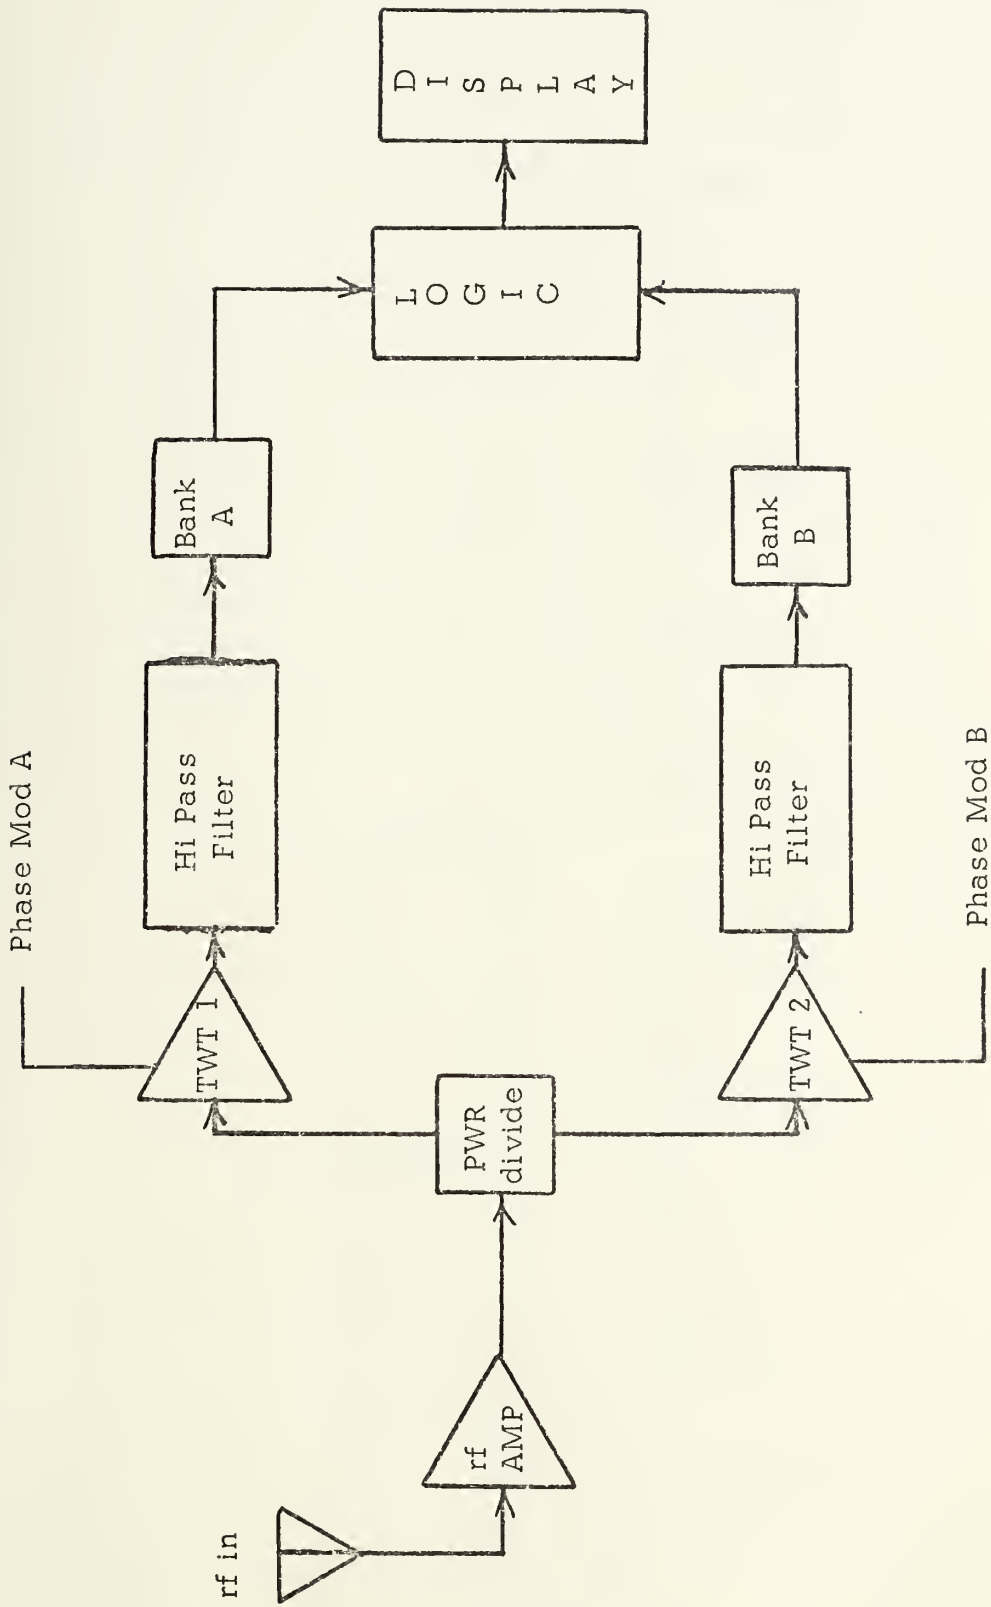 rf in
rf
AMP
PWR
divide
Phase Mod A
TWT 1
Hi Pass
Filter
Bank
A
TWT 2
Phase Mod B
Hi Pass
Filter
Bank
B
LOGIC
DISPLAY